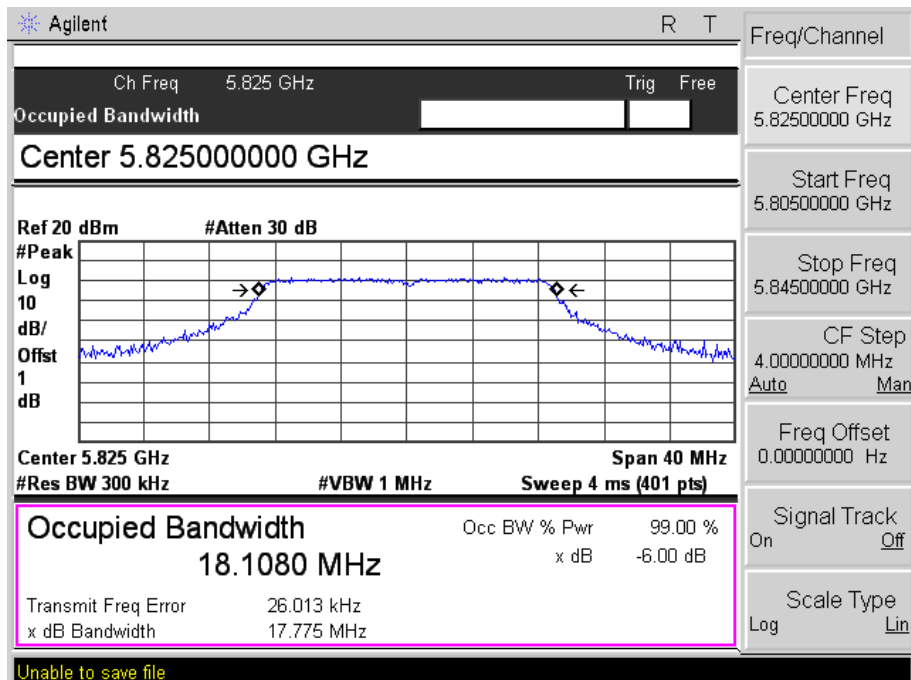 Agilent
R T
Ch Freq 5.825 GHz Trig Free
Occupied Bandwidth
Center 5.825000000 GHz
Ref 20 dBm #Atten 30 dB
#Peak
Log
10
dB/
Offst
1
dB
Center 5.825 GHz Span 40 MHz
#Res BW 300 kHz #VBW 1 MHz Sweep 4 ms (401 pts)
Occupied Bandwidth
18.1080 MHz
Occ BW % Pwr 99.00 %
x dB -6.00 dB
Transmit Freq Error 26.013 kHz
x dB Bandwidth 17.775 MHz
Unable to save file
Freq/Channel
Center Freq
5.82500000 GHz
Start Freq
5.80500000 GHz
Stop Freq
5.84500000 GHz
CF Step
4.00000000 MHz
Auto Man
Freq Offset
0.00000000 Hz
Signal Track
On Off
Scale Type
Log Lin